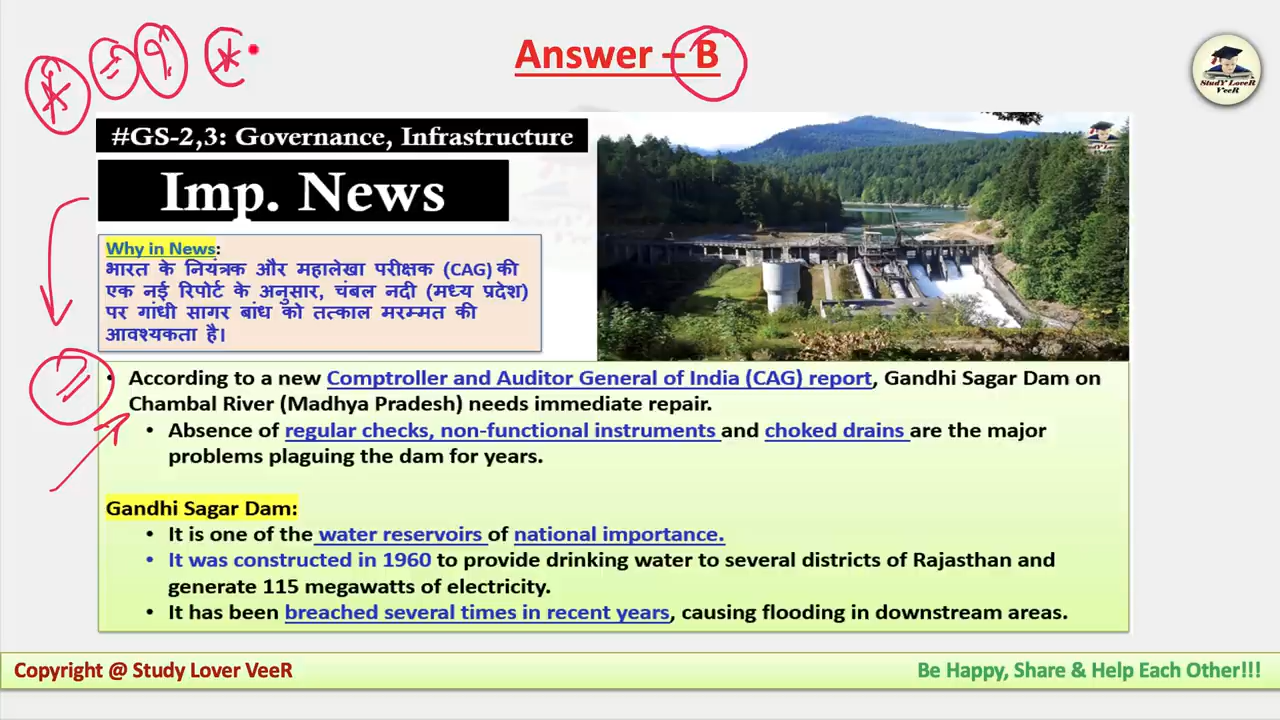 Answer – B
StudY LoveR
VeeR
#GS-2,3: Governance, Infrastructure
Imp. News
Why in News:
भारत के नियंत्रक और महालेखा परीक्षक (CAG) की
एक नई रिपोर्ट के अनुसार, चंबल नदी (मध्य प्रदेश)
पर गांधी सागर बांध को तत्काल मरम्मत की
आवश्यकता है।
• According to a new Comptroller and Auditor General of India (CAG) report, Gandhi Sagar Dam on
Chambal River (Madhya Pradesh) needs immediate repair.
• Absence of regular checks, non-functional instruments and choked drains are the major
problems plaguing the dam for years.
Gandhi Sagar Dam:
• It is one of the water reservoirs of national importance.
• It was constructed in 1960 to provide drinking water to several districts of Rajasthan and
generate 115 megawatts of electricity.
• It has been breached several times in recent years, causing flooding in downstream areas.
Copyright @ Study Lover VeeR
Be Happy, Share & Help Each Other!!!